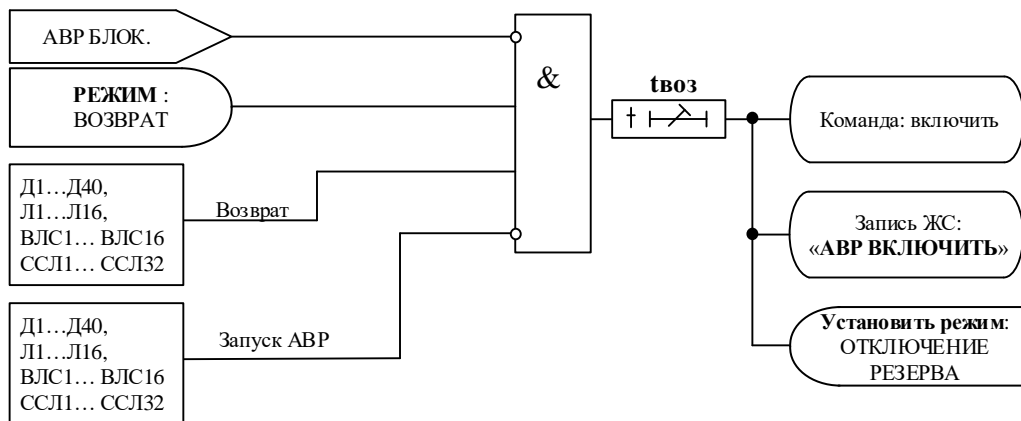 АВР БЛОК.
РЕЖИМ :
ВОЗВРАТ
Д1…Д40,
Л1…Л16,
ВЛС1… ВЛС16
ССЛ1… ССЛ32
Возврат
Д1…Д40,
Л1…Л16,
ВЛС1… ВЛС16
ССЛ1… ССЛ32
Запуск АВР
&
tвоз
Команда: включить
Запись ЖС:
«АВР ВКЛЮЧИТЬ»
Установить режим:
ОТКЛЮЧЕНИЕ
РЕЗЕРВА